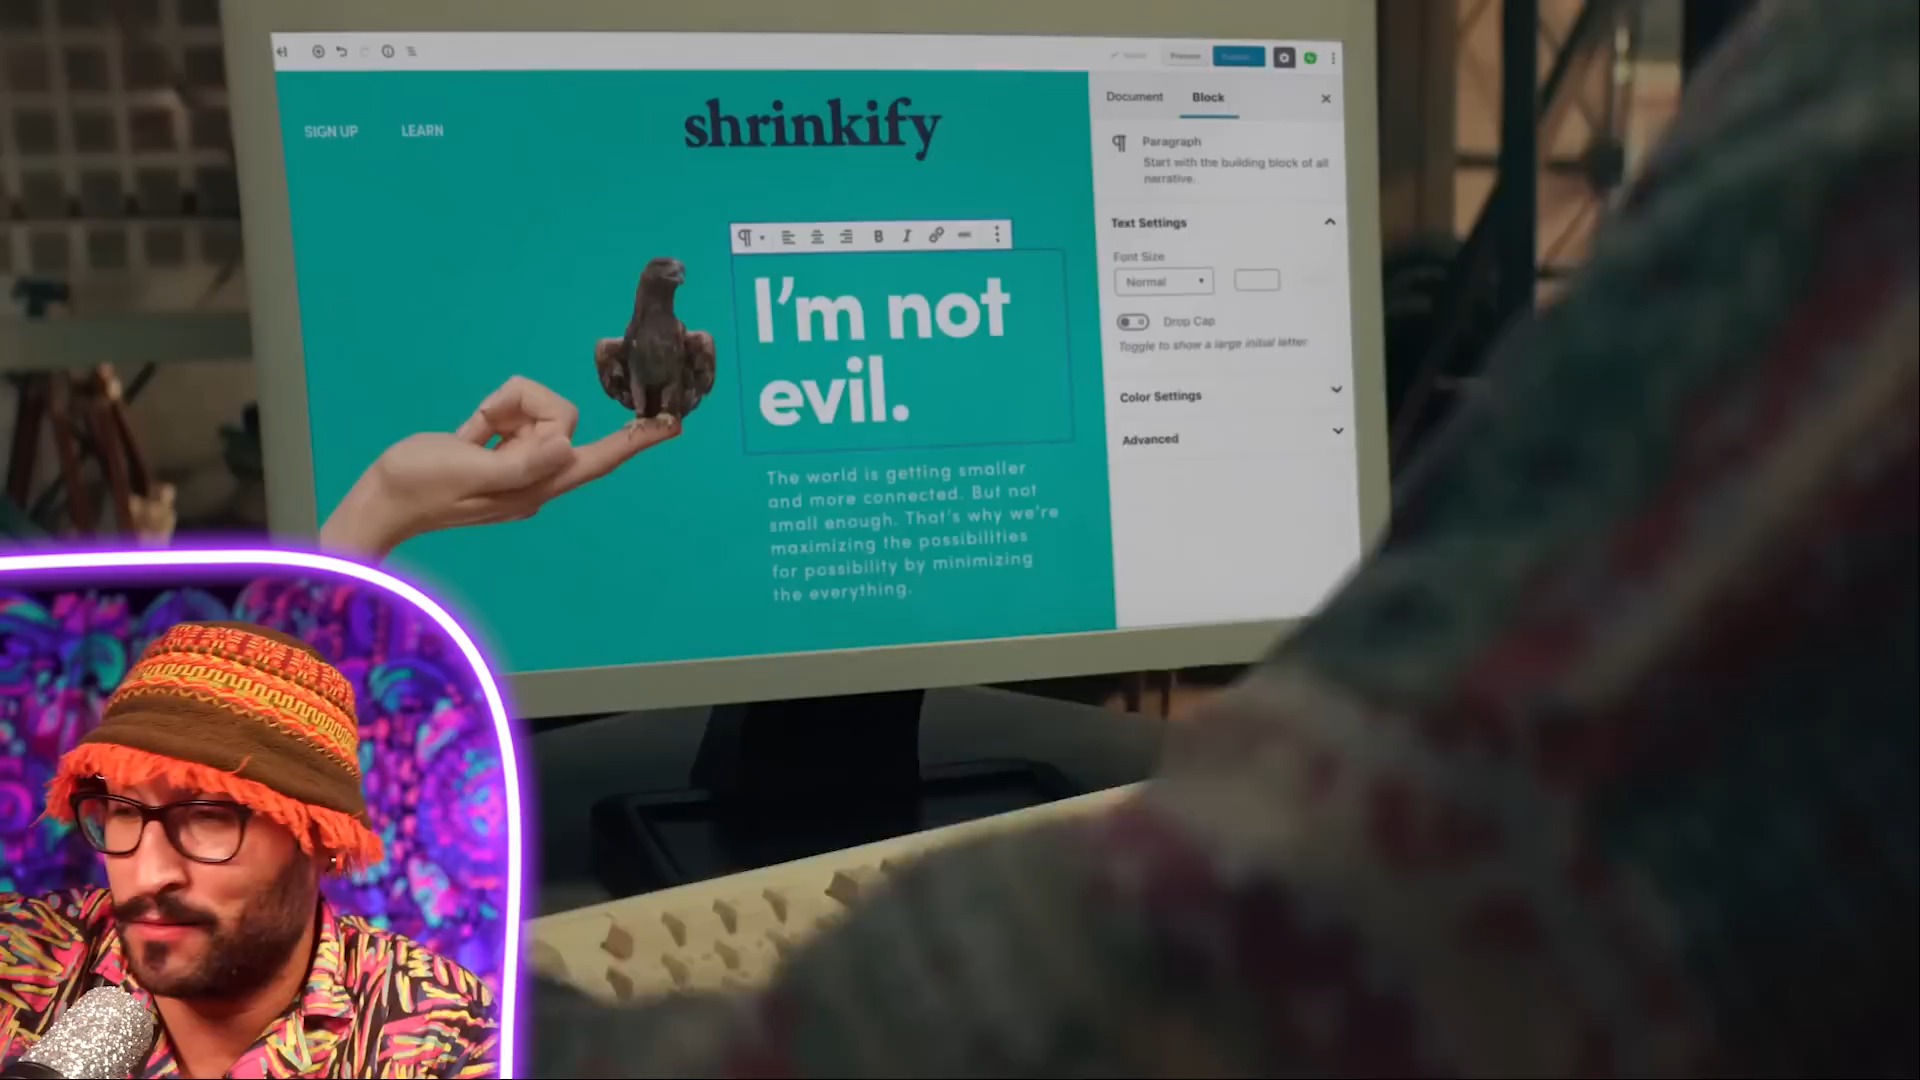 Preview
Document Block
SIGN UP LEARN shrinkify
Paragraph
Start with the building block of all
narrative.
B I
Text Settings
Font Size
Normal
Drop Cap
Toggle to show a large initial letter
Color Settings
Advanced
I'm not
evil.
The world is getting smaller
and more connected. But not
small enough. That's why we're
maximizing the possibilities
for possibility by minimizing
the everything.